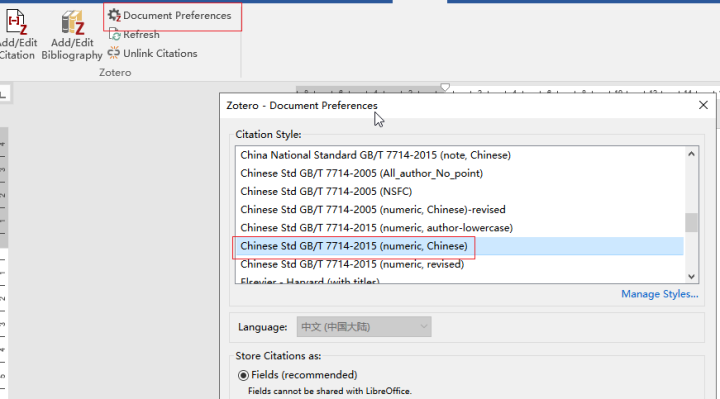 Document Preferences
Add/Edit Citation
Add/Edit Bibliography
Refresh
Unlink Citations
Zotero
Zotero - Document Preferences
Citation Style:
China National Standard GB/T 7714-2015 (note, Chinese)
Chinese Std GB/T 7714-2005 (All_author_No_point)
Chinese Std GB/T 7714-2005 (NSFC)
Chinese Std GB/T 7714-2005 (numeric, Chinese)-revised
Chinese Std GB/T 7714-2015 (numeric, author-lowercase)
Chinese Std GB/T 7714-2015 (numeric, Chinese)
Chinese Std GB/T 7714-2015 (numeric, revised)
Elsevier - Harvard (with titles)
Manage Styles...
Language: 中文 (中国大陆)
Store Citations as:
Fields (recommended)
Fields cannot be shared with LibreOffice.